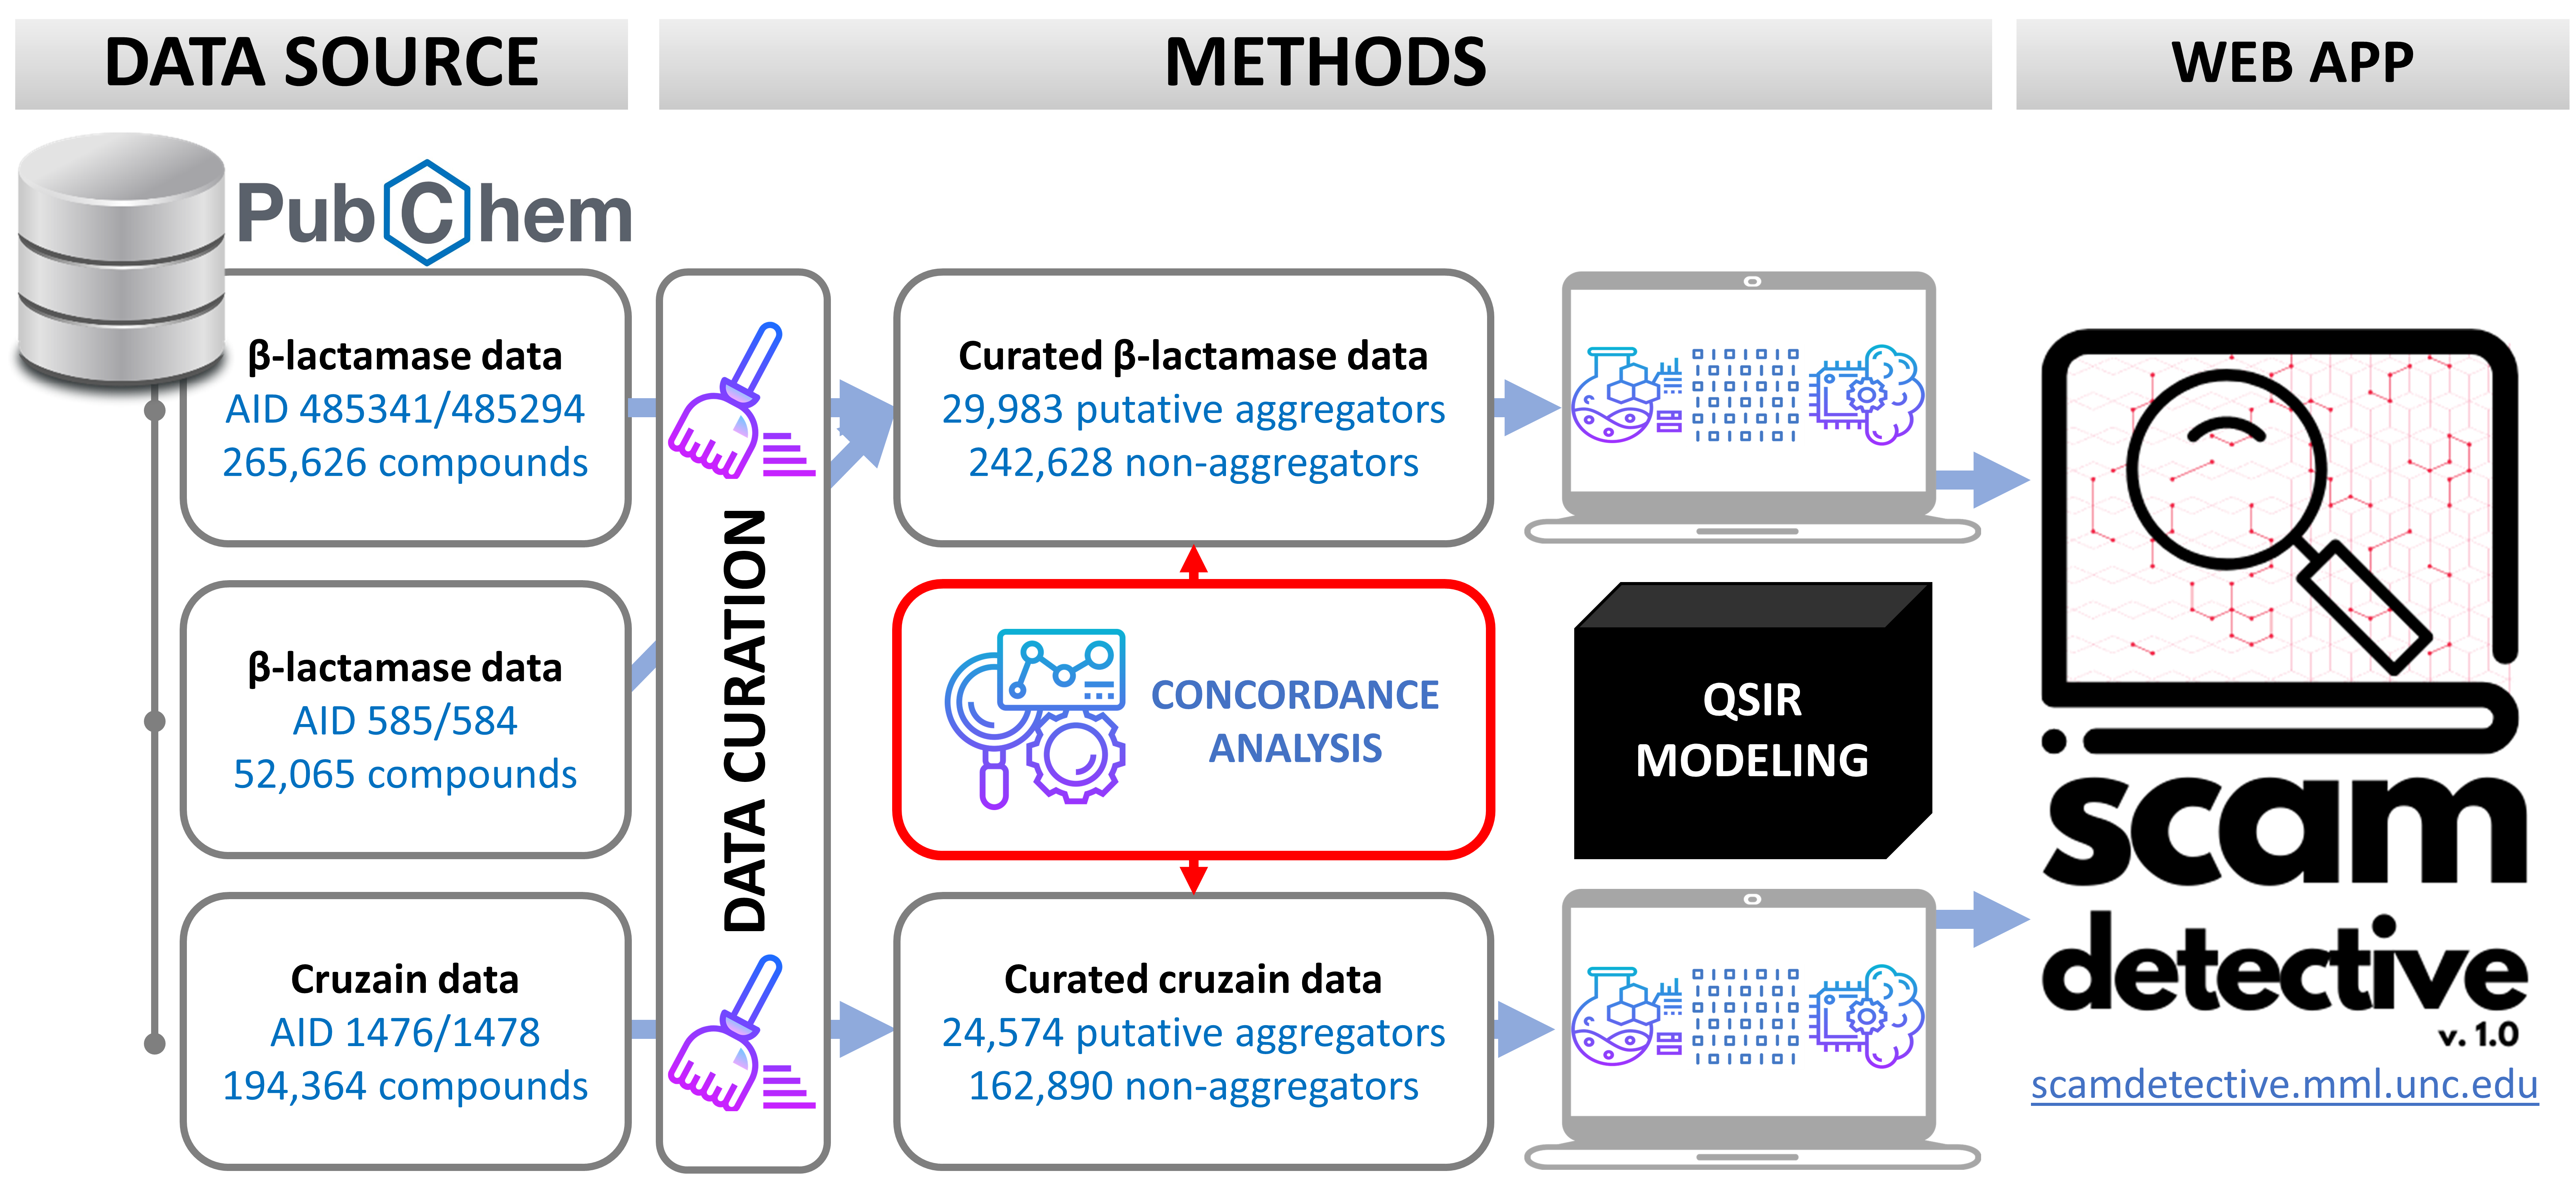 DATA SOURCE
METHODS
WEB APP
PubChem
β-lactamase data
AID 485341/485294
265,626 compounds
β-lactamase data
AID 585/584
52,065 compounds
Cruzain data
AID 1476/1478
194,364 compounds
DATA CURATION
Curated β-lactamase data
29,983 putative aggregators
242,628 non-aggregators
CONCORDANCE
ANALYSIS
Curated cruzain data
24,574 putative aggregators
162,890 non-aggregators
QSIR
MODELING
scam
detective
v. 1.0
scamdetective.mml.unc.edu